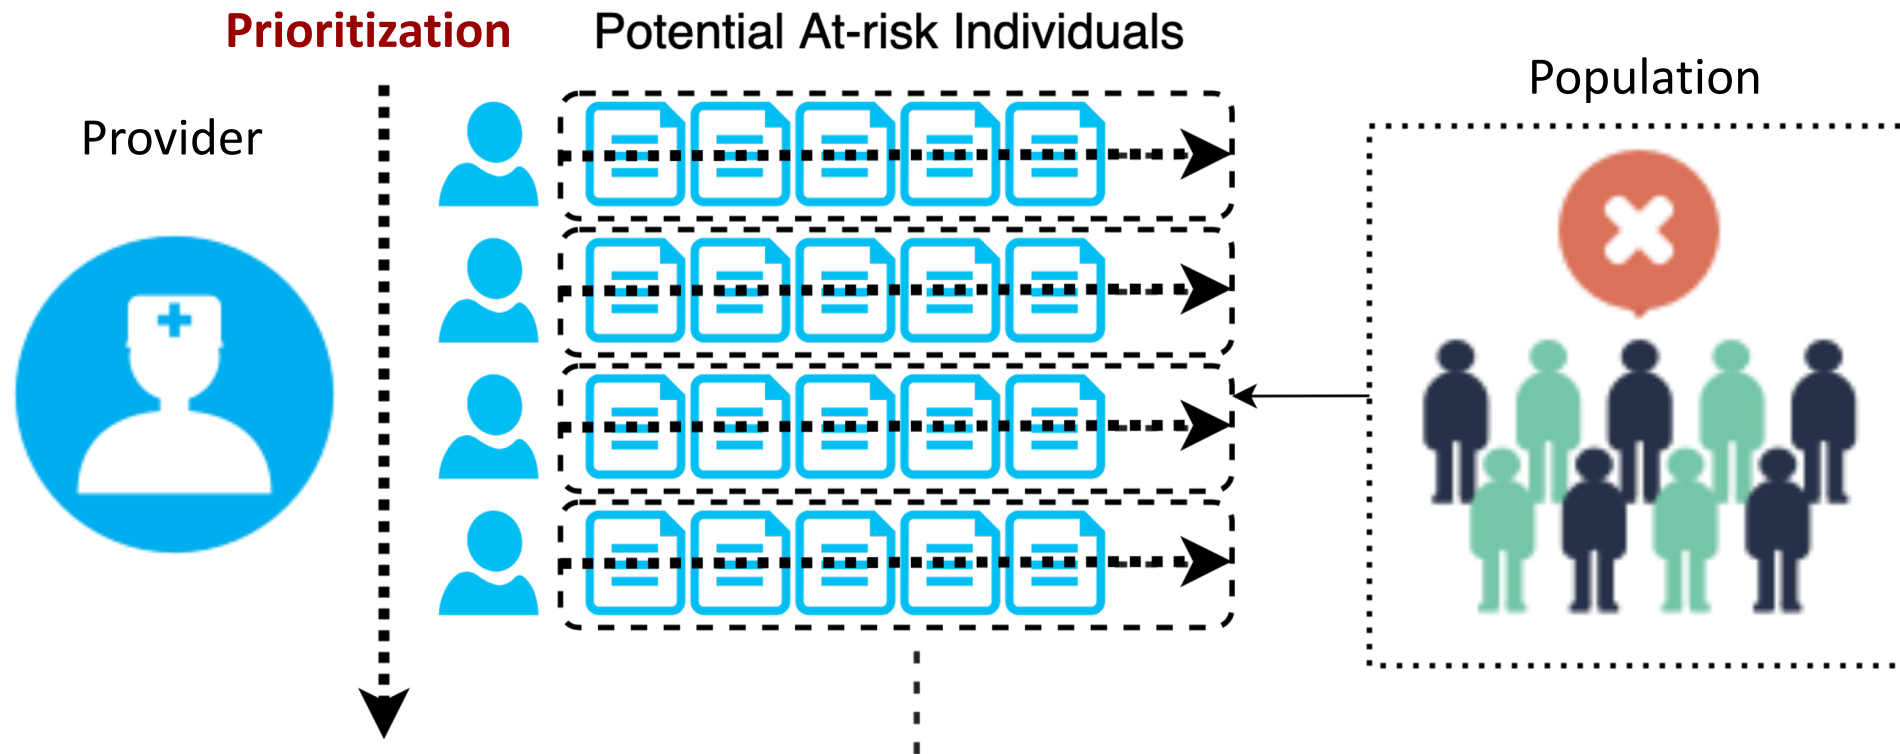 Prioritization
Potential At-risk Individuals
Population
Provider